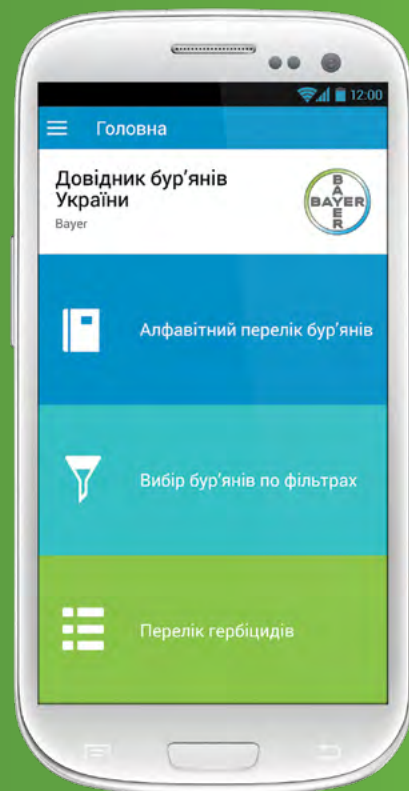 12:00
Головна
Довідник бур’янів
України
Bayer
BAYER
BAYER
Алфавітний перелік бур’янів
Вибір бур’янів по фільтрах
Перелік гербіцидів